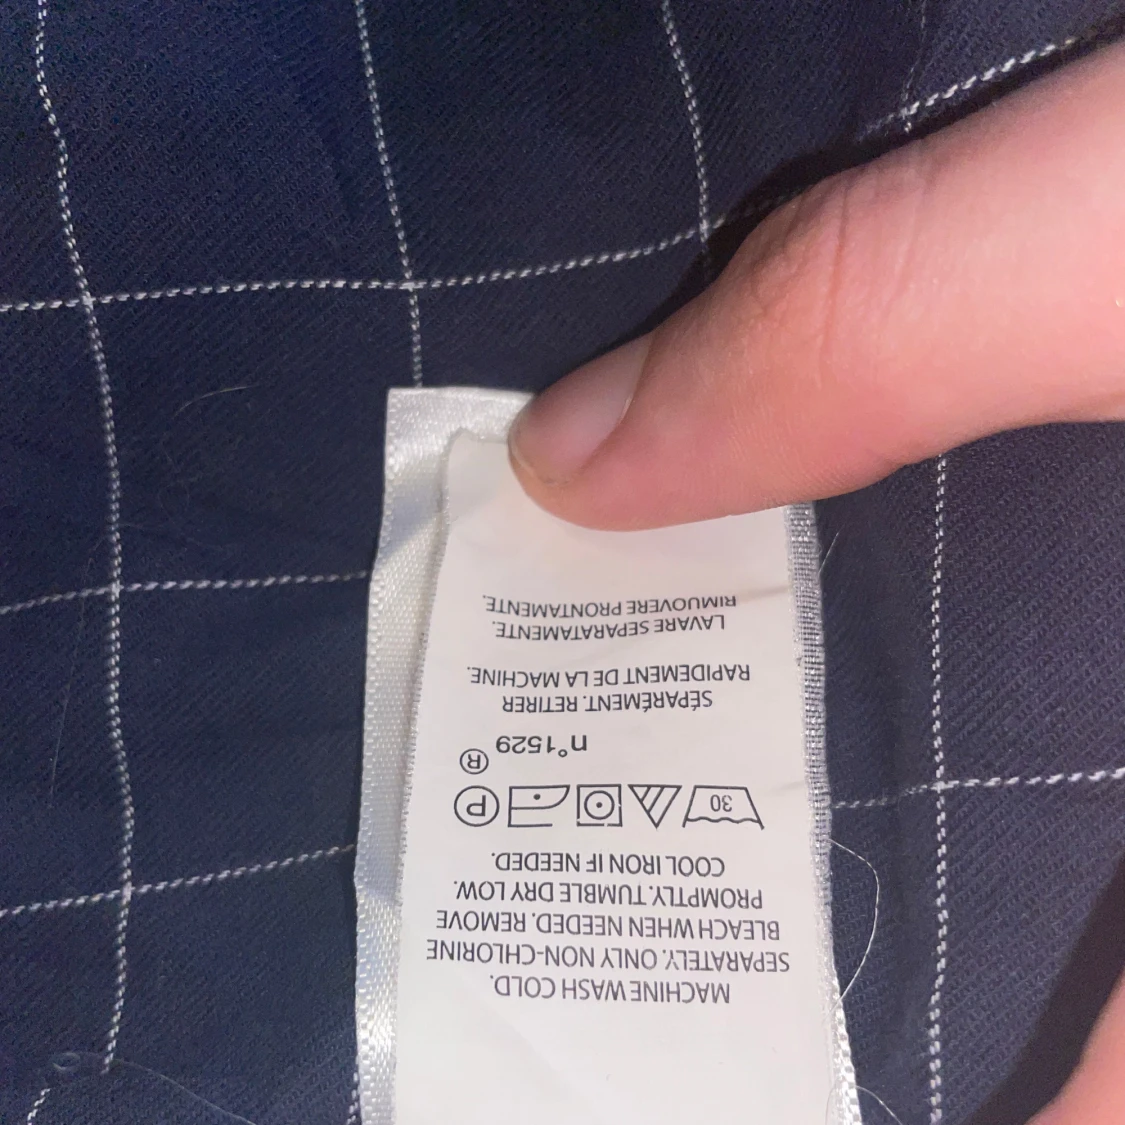 MACHINE WASH COLD.
SEPARATELY. ONLY NON-CHLORINE
BLEACH WHEN NEEDED. REMOVE
PROMPTLY. TUMBLE DRY LOW.
COOL IRON IF NEEDED.
30 P
®
n°1529
SÉPARÉMENT. RETIRER
RAPIDEMENT DE LA MACHINE.
LAVARE SEPARATAMENTE.
RIMUOVERE PRONTAMENTE.